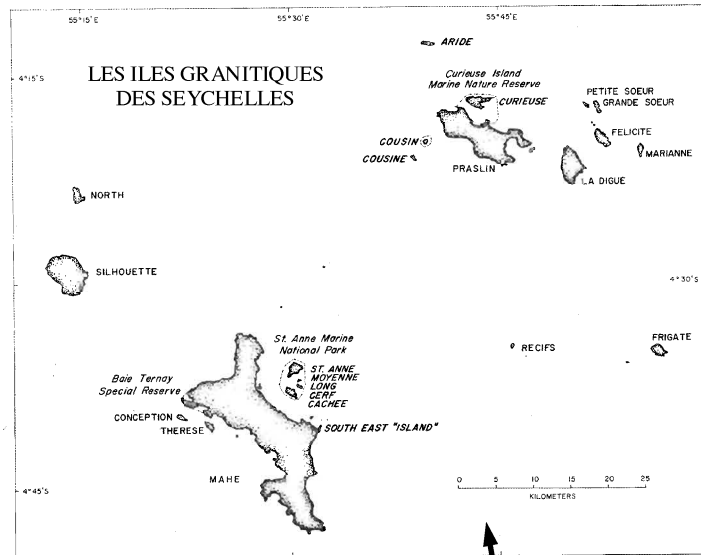 55°15'E
55°30'E
55°45'E
ARIDE
4°15'S
LES ILES GRANITIQUES
DES SEYCHELLES
Curieuse Island
Marine Nature Reserve
CURIEUSE
PETITE SOEUR
GRANDE SOEUR
FELICITE
COUSIN
MARIANNE
COUSINE
PRASLIN
LA DIGUE
NORTH
SILHOUETTE
4°30'S
St. Anne Marine
National Park
RECIFS
FRIGATE
ST. ANNE
MOYENNE
LONG
CERF
CACHEE
Baie Ternay
Special Reserve
CONCEPTION
THERESE
SOUTH EAST "ISLAND"
MAHE
4°45'S
0 5 10 15 20 25
KILOMETERS